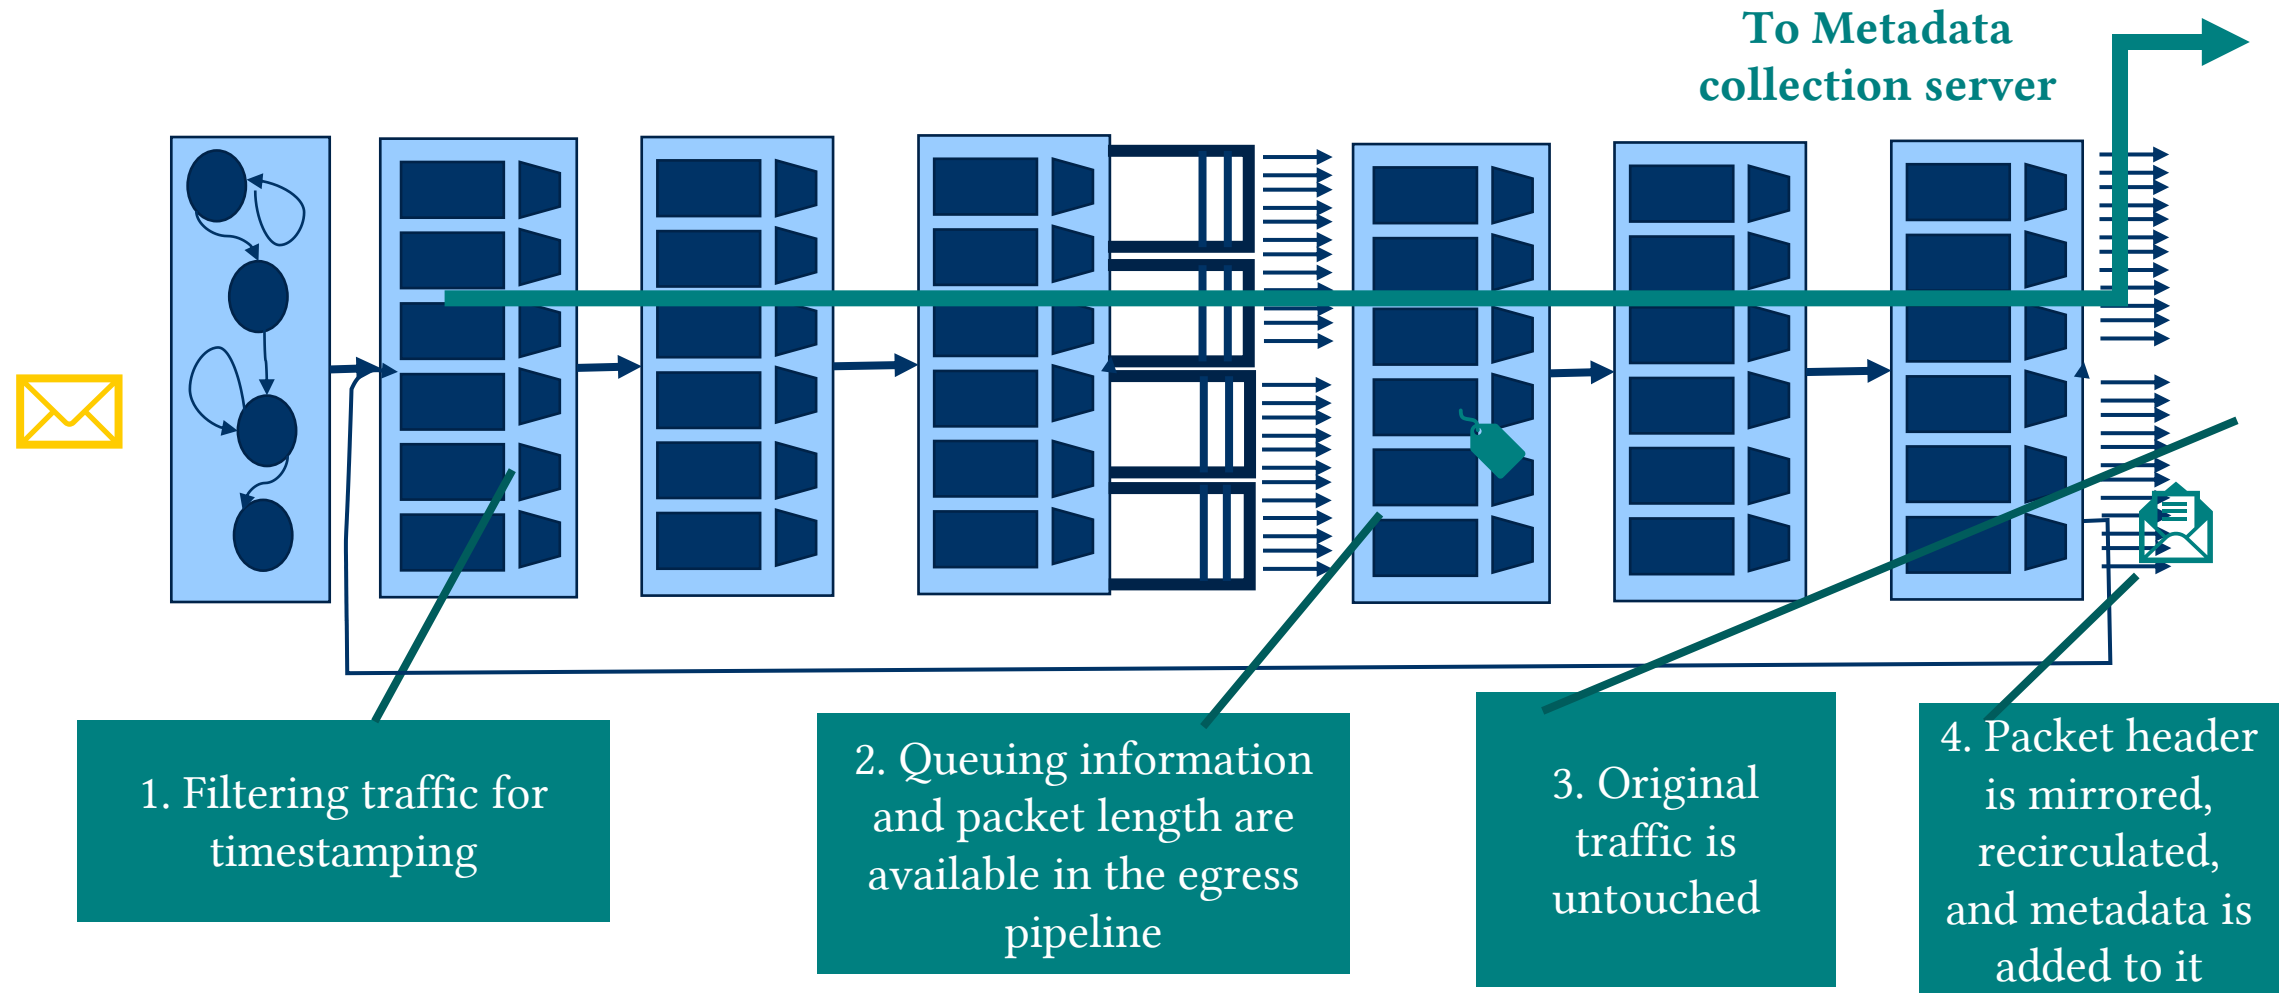 To Metadata
collection server
1. Filtering traffic for
timestamping
2. Queuing information
and packet length are
available in the egress
pipeline
3. Original
traffic is
untouched
4. Packet header
is mirrored,
recirculated,
and metadata is
added to it